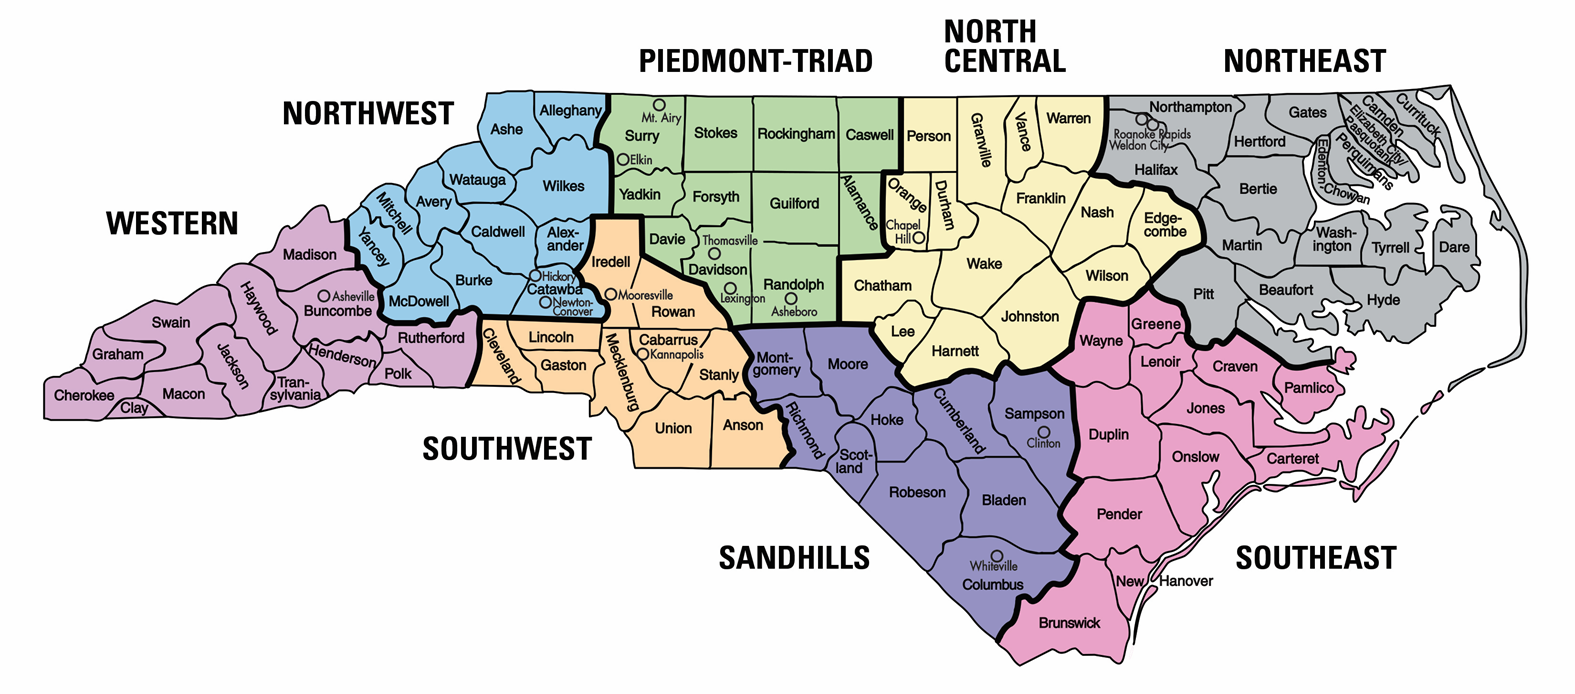 NORTH
CENTRAL
PIEDMONT-TRIAD
NORTHEAST
NORTHWEST
WESTERN
SOUTHWEST
SANDHILLS
SOUTHEAST
Madison
Buncombe
Asheville
Haywood
Swain
Graham
Cherokee
Clay
Macon
Jackson
Tran-
sylvania
Henderson
Polk
Rutherford
Alleghany
Ashe
Watauga
Wilkes
Avery
Mitchell
Yancey
Caldwell
Alex-
ander
Burke
McDowell
Hickory
Catawba
Newton-
Conover
Mt. Airy
Surry
Elkin
Stokes
Rockingham
Caswell
Yadkin
Forsyth
Guilford
Alamance
Davie
Thomasville
Davidson
Lexington
Randolph
Asheboro
Iredell
Mooresville
Rowan
Cleveland
Lincoln
Gaston
Mecklenburg
Cabarrus
Kannapolis
Stanly
Union
Anson
Person
Granville
Vance
Warren
Orange
Chapel
Hill
Durham
Franklin
Nash
Edge-
combe
Wake
Wilson
Chatham
Lee
Harnett
Johnston
Mont-
gomery
Moore
Richmond
Hoke
Scot-
land
Cumberland
Sampson
Clinton
Robeson
Bladen
Whiteville
Columbus
Northampton
Roanoke Rapids
Weldon City
Halifax
Hertford
Gates
Camden
Currituck
Elizabeth City/
Pasquotank
Perquimans
Edenton
Chowan
Bertie
Martin
Wash-
ington
Tyrrell
Dare
Pitt
Beaufort
Hyde
Wayne
Greene
Lenoir
Craven
Pamlico
Jones
Duplin
Onslow
Carteret
Pender
New Hanover
Brunswick